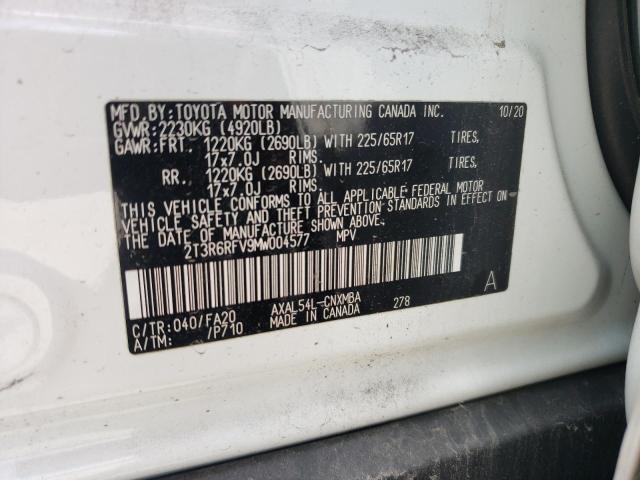 MFD.BY:TOYOTA MOTOR MANUFACTURING CANADA INC. 10/20
GVWR:2230KG (4920LB)
GAWR:FRT. 1220KG (2690LB) WITH 225/65R17 TIRES,
17x7.0J RIMS.
RR. 1220KG (2690LB) WITH 225/65R17 TIRES,
17x7.0J RIMS.
THIS VEHICLE CONFORMS TO ALL APPLICABLE FEDERAL MOTOR
VEHICLE SAFETY AND THEFT PREVENTION STANDARDS IN EFFECT ON
THE DATE OF MANUFACTURE SHOWN ABOVE.
2T3R6RFV9MW004577 MPV
A
C/TR:040/FA20 AXAL54L-CNXMBA 278
A/TM: /P710 MADE IN CANADA